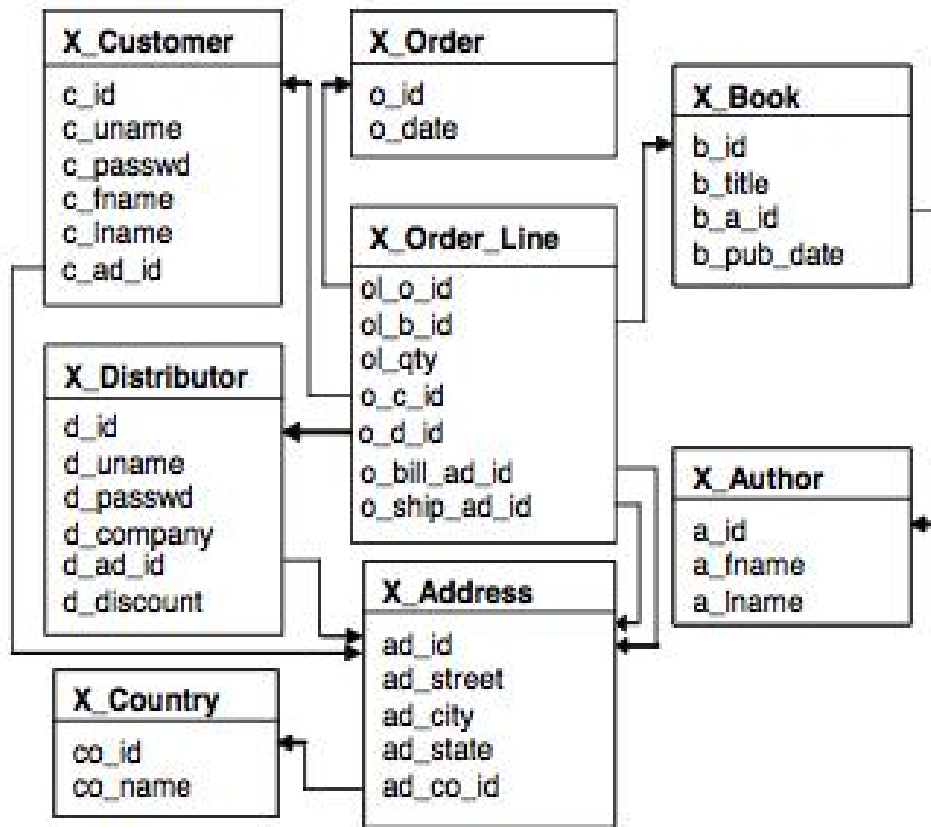 X_Customer
c_id
c_uname
c_passwd
c_fname
c_lname
c_ad_id
X_Order
o_id
o_date
X_Book
b_id
b_title
b_a_id
b_pub_date
X_Order_Line
ol_o_id
ol_b_id
ol_qty
o_c_id
o_d_id
o_bill_ad_id
o_ship_ad_id
X_Distributor
d_id
d_uname
d_passwd
d_company
d_ad_id
d_discount
X_Author
a_id
a_fname
a_lname
X_Address
ad_id
ad_street
ad_city
ad_state
ad_co_id
X_Country
co_id
co_name